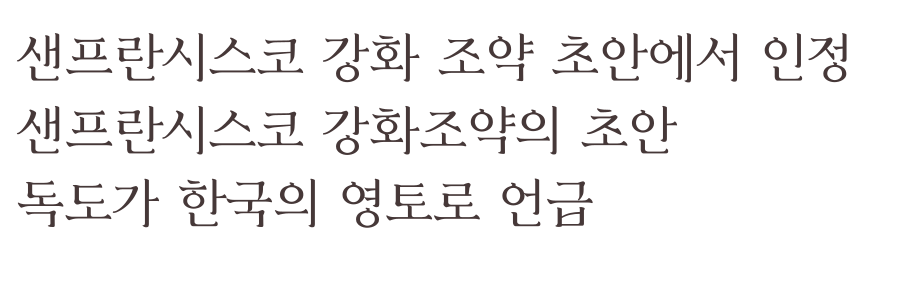 샌프란시스코 강화 조약 초안에서 인정
샌프란시스코 강화조약의 초안
독도가 한국의 영토로 언급